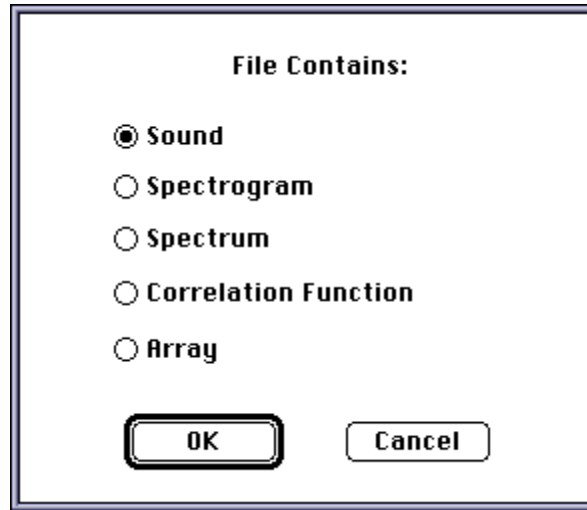 File Contains:
Sound
Spectrogram
Spectrum
Correlation Function
Array
OK Cancel